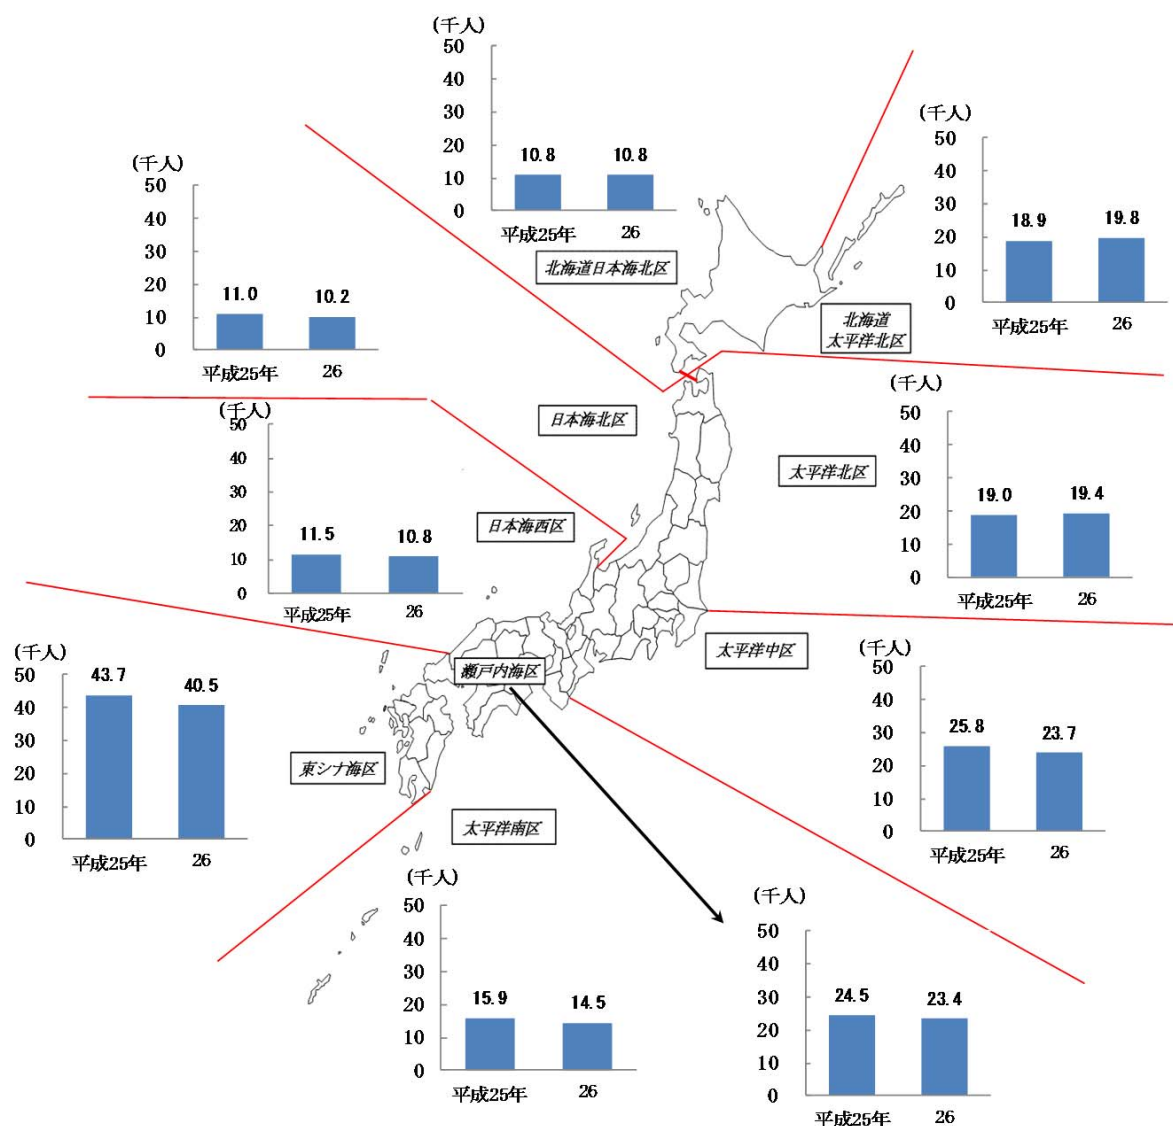 (千人)
50
40
30
20
10
0
10.8
10.8
平成25年
26
北海道日本海北区
(千人)
50
40
30
20
10
0
18.9
19.8
平成25年
26
北海道
太平洋北区
(千人)
50
40
30
20
10
0
11.0
10.2
平成25年
26
日本海北区
(千人)
50
40
30
20
10
0
19.0
19.4
平成25年
26
太平洋北区
(千人)
50
40
30
20
10
0
11.5
10.8
平成25年
26
日本海西区
(千人)
50
40
30
20
10
0
43.7
40.5
平成25年
26
東シナ海区
瀬戸内海区
太平洋中区
(千人)
50
40
30
20
10
0
25.8
23.7
平成25年
26
太平洋南区
(千人)
50
40
30
20
10
0
15.9
14.5
平成25年
26
(千人)
50
40
30
20
10
0
24.5
23.4
平成25年
26